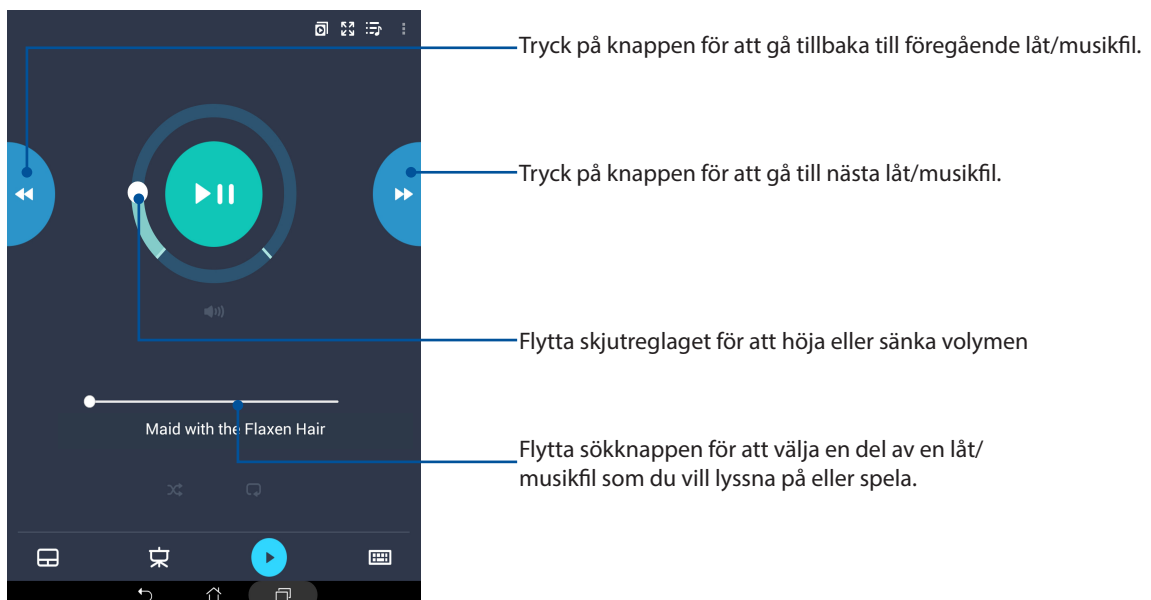 Tryck på knappen för att gå tillbaka till föregående låt/musikfil.
Tryck på knappen för att gå till nästa låt/musikfil.
Flytta skjutreglaget för att höja eller sänka volymen
Maid with the Flaxen Hair
Flytta sökknappen för att välja en del av en låt/
musikfil som du vill lyssna på eller spela.